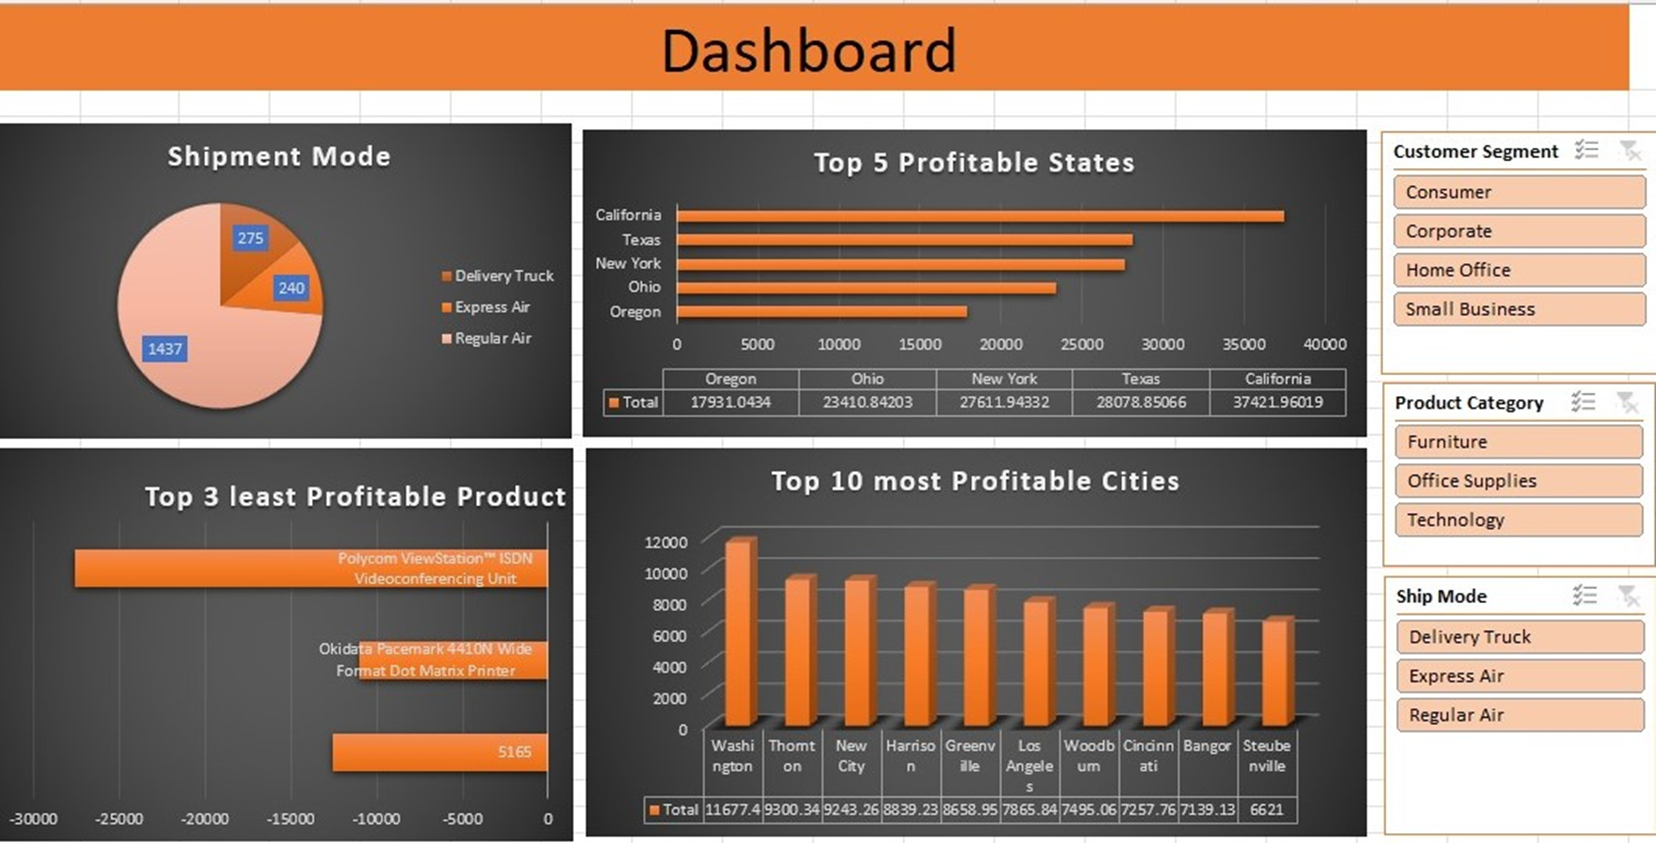 Dashboard
Shipment Mode
275
240
1437
Delivery Truck
Express Air
Regular Air
Top 5 Profitable States
California
Texas
New York
Ohio
Oregon
0 5000 10000 15000 20000 25000 30000 35000 40000
Oregon Ohio New York Texas California
Total 17931.0434 23410.84203 27611.94332 28078.85066 37421.96019
Top 3 least Profitable Product
Polycom ViewStation™ ISDN
Videoconferencing Unit
Okidata Pacemark 4410N Wide
Format Dot Matrix Printer
5165
-30000 -25000 -20000 -15000 -10000 -5000 0
Top 10 most Profitable Cities
12000
10000
8000
6000
4000
2000
0
Washi Thornt New Harriso Greenv Los Woodb Cincinn Bangor Steube
ngton on City n ille Angele um ati nville
s
Total 11677.4 9300.34 9243.26 8839.23 8658.95 7865.84 7495.06 7257.76 7139.13 6621
Customer Segment
Consumer
Corporate
Home Office
Small Business
Product Category
Furniture
Office Supplies
Technology
Ship Mode
Delivery Truck
Express Air
Regular Air